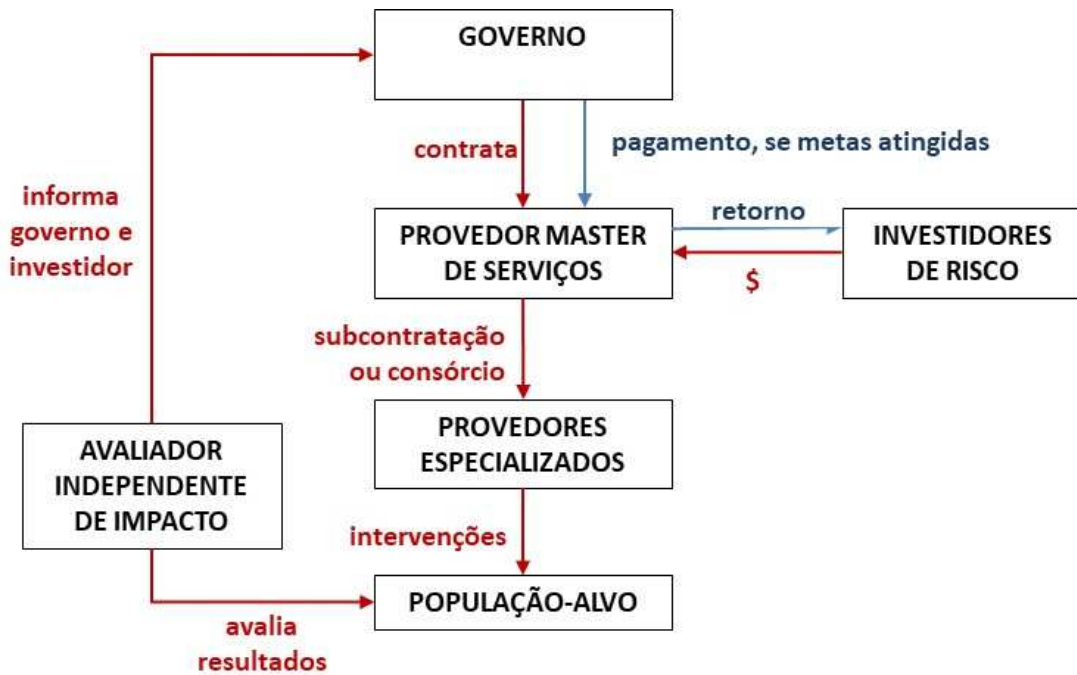 GOVERNO
contrata
pagamento, se metas atingidas
informa
governo e
investidor
PROVEDOR MASTER
DE SERVIÇOS
retorno
$
INVESTIDORES
DE RISCO
subcontratação
ou consórcio
PROVEDORES
ESPECIALIZADOS
AVALIADOR
INDEPENDENTE
DE IMPACTO
intervenções
POPULAÇÃO-ALVO
avalia
resultados